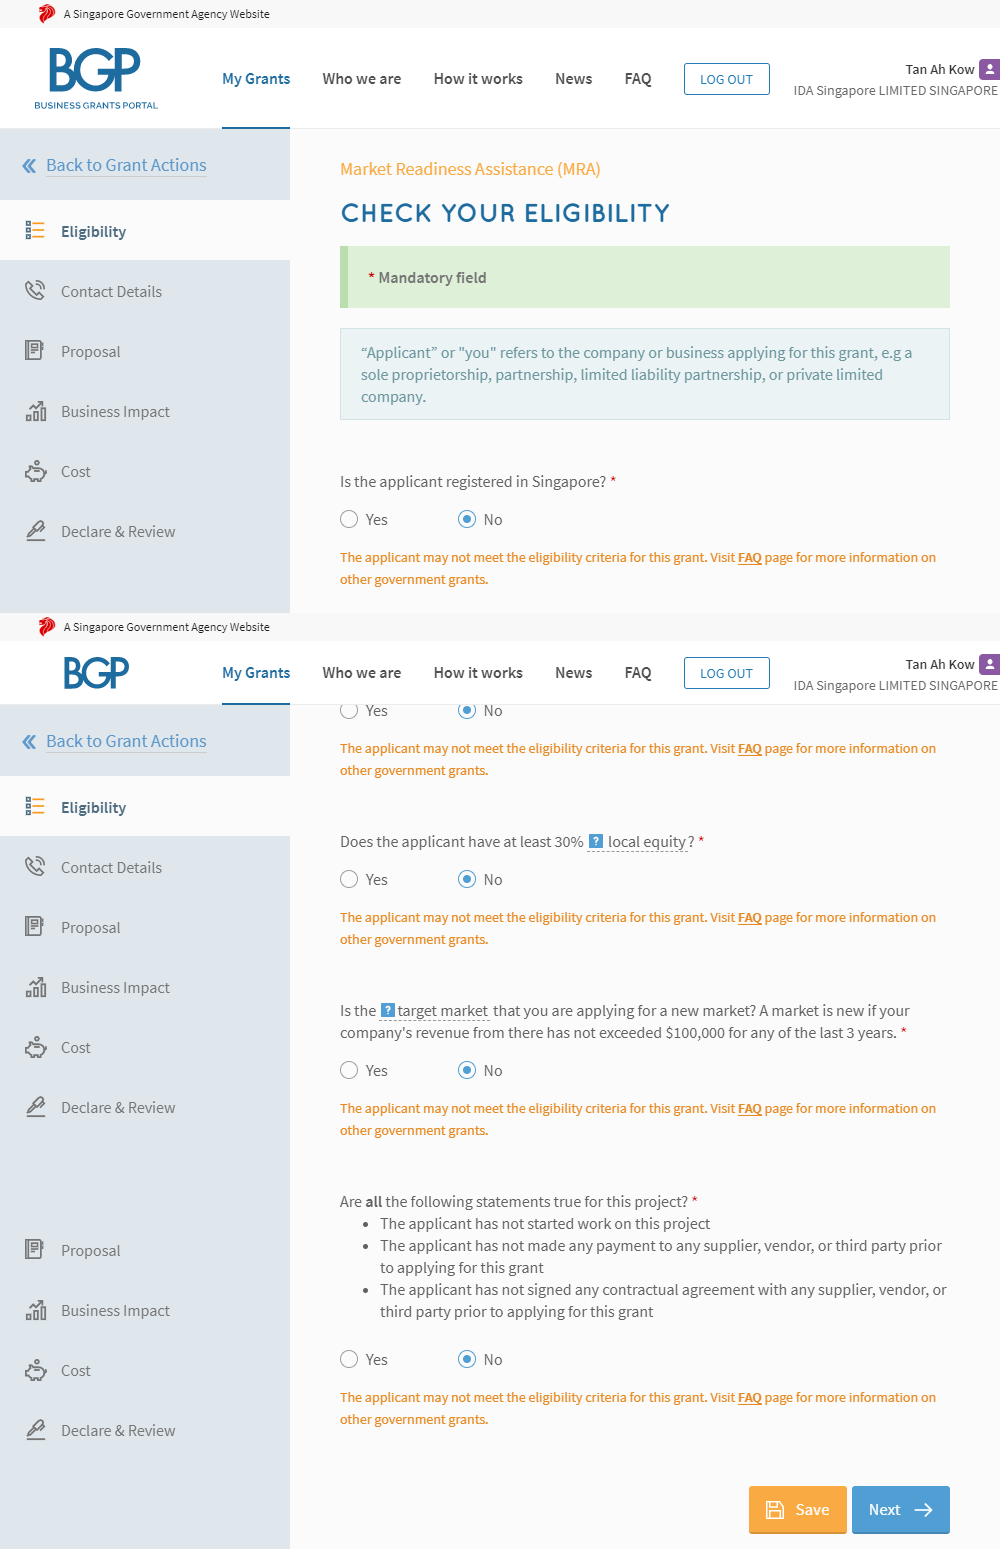 A Singapore Government Agency Website
BGP
BUSINESS GRANTS PORTAL
My Grants
Who we are
How it works
News
FAQ
LOG OUT
Tan Ah Kow
IDA Singapore LIMITED SINGAPORE
Back to Grant Actions
Eligibility
Contact Details
Proposal
Business Impact
Cost
Declare & Review
Market Readiness Assistance (MRA)
CHECK YOUR ELIGIBILITY
* Mandatory field
“Applicant” or "you" refers to the company or business applying for this grant, e.g a
sole proprietorship, partnership, limited liability partnership, or private limited
company.
Is the applicant registered in Singapore? *
Yes No
The applicant may not meet the eligibility criteria for this grant. Visit FAQ page for more information on
other government grants.
A Singapore Government Agency Website
BGP
My Grants
Who we are
How it works
News
FAQ
LOG OUT
Tan Ah Kow
IDA Singapore LIMITED SINGAPORE
Back to Grant Actions
Eligibility
Contact Details
Proposal
Business Impact
Cost
Declare & Review
Proposal
Business Impact
Cost
Declare & Review
Yes No
The applicant may not meet the eligibility criteria for this grant. Visit FAQ page for more information on
other government grants.
Does the applicant have at least 30% ? local equity? *
Yes No
The applicant may not meet the eligibility criteria for this grant. Visit FAQ page for more information on
other government grants.
Is the ? target market that you are applying for a new market? A market is new if your
company's revenue from there has not exceeded $100,000 for any of the last 3 years. *
Yes No
The applicant may not meet the eligibility criteria for this grant. Visit FAQ page for more information on
other government grants.
Are all the following statements true for this project? *
• The applicant has not started work on this project
• The applicant has not made any payment to any supplier, vendor, or third party prior
to applying for this grant
• The applicant has not signed any contractual agreement with any supplier, vendor, or
third party prior to applying for this grant
Yes No
The applicant may not meet the eligibility criteria for this grant. Visit FAQ page for more information on
other government grants.
Save
Next